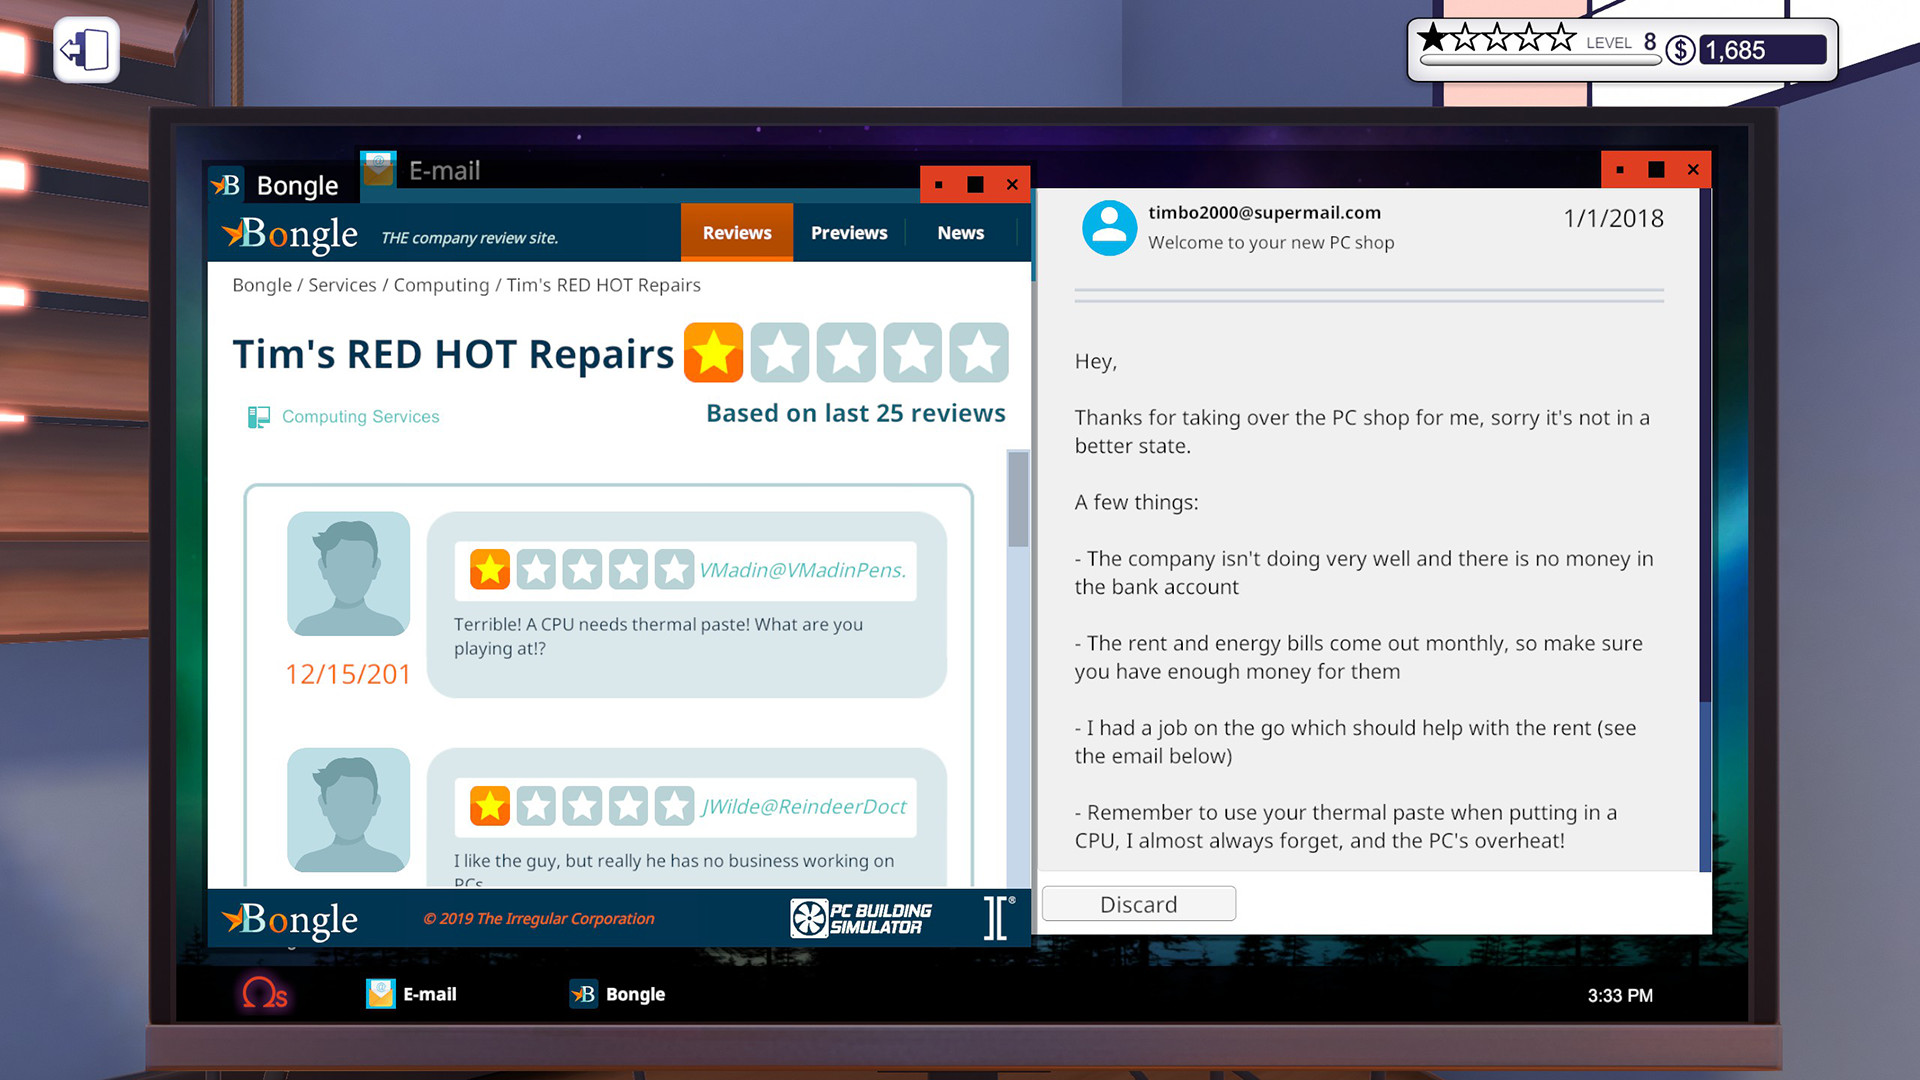 LEVEL 8 $ 1,685
Bongle
E-mail
Bongle THE company review site.
Reviews Previews News
Bongle / Services / Computing / Tim's RED HOT Repairs
Tim's RED HOT Repairs
Computing Services
Based on last 25 reviews
VMadin@VMadinPens.
Terrible! A CPU needs thermal paste! What are you
playing at!?
12/15/201
JWilde@ReindeerDoct
I like the guy, but really he has no business working on
PCs
Bongle
© 2019 The Irregular Corporation
PC BUILDING
SIMULATOR
timbo2000@supermail.com
1/1/2018
Welcome to your new PC shop
Hey,
Thanks for taking over the PC shop for me, sorry it's not in a
better state.
A few things:
- The company isn't doing very well and there is no money in
the bank account
- The rent and energy bills come out monthly, so make sure
you have enough money for them
- I had a job on the go which should help with the rent (see
the email below)
- Remember to use your thermal paste when putting in a
CPU, I almost always forget, and the PC's overheat!
Discard
Ωs
E-mail
Bongle
3:33 PM